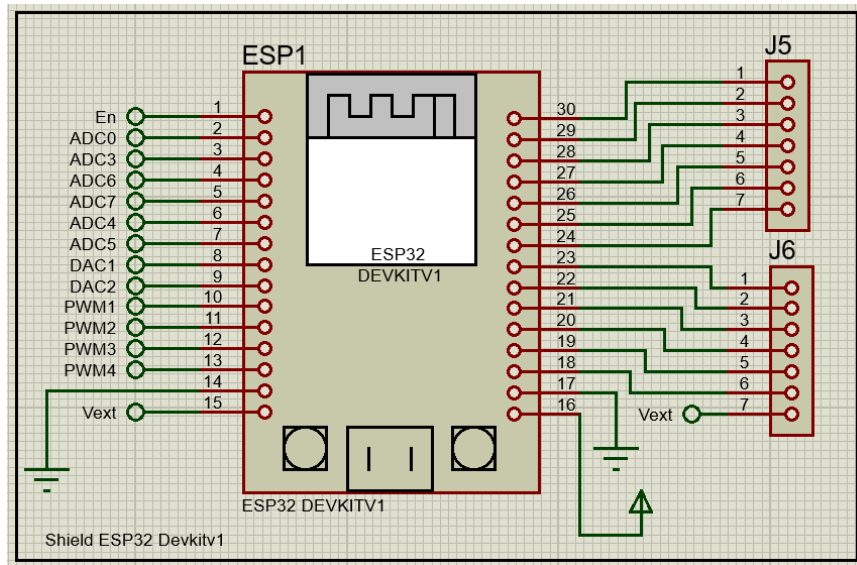 ESP1
J5
En 1 30 1
ADC0 2 29 2
ADC3 3 28 3
ADC6 4 27 4
ADC7 5 26 5
ADC4 6 25 6
ADC5 7 24 7
DAC1 8 23
DAC2 9 22
PWM1 10 21
PWM2 11 20
PWM3 12 19
PWM4 13 18
14 17
Vext 15 16
ESP32
DEVKITV1
J6
1
2
3
4
5
6
Vext 7
ESP32 DEVKITV1
Shield ESP32 Devkitv1